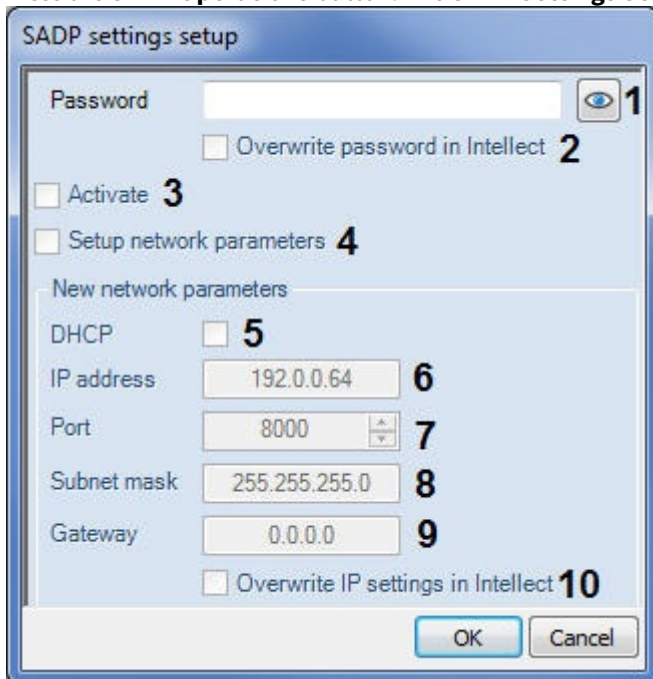 SADP settings setup
Password 1
Overwrite password in Intellect 2
Activate 3
Setup network parameters 4
New network parameters
DHCP 5
IP address 192.0.0.64 6
Port 8000 7
Subnet mask 255.255.255.0 8
Gateway 0.0.0.0 9
Overwrite IP settings in Intellect 10
OK Cancel